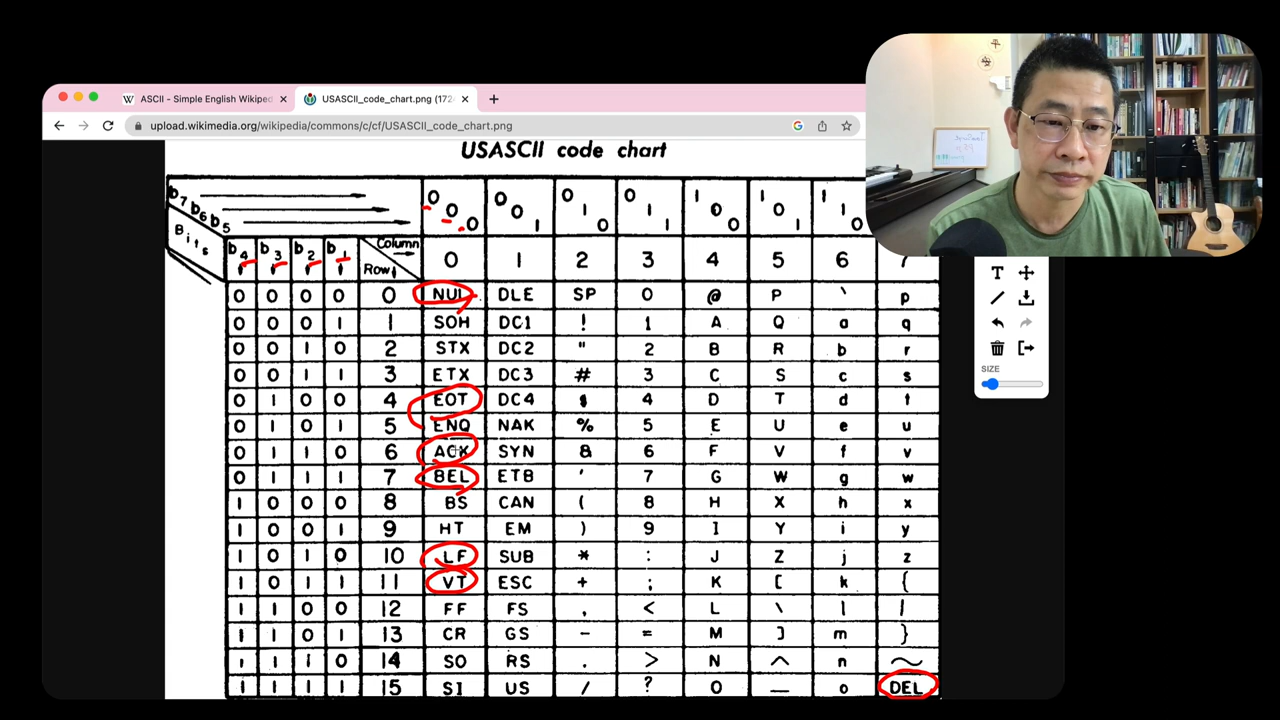 ASCII - Simple English Wikiped
USASCII_code_chart.png (172
upload.wikimedia.org/wikipedia/commons/c/cf/USASCII_code_chart.png
USASCII code chart
b7 b6 b5
Bits
0 0 0
0 0 1
0 1 0
0 1 1
1 0 0
1 0 1
1 1 0
b4 b3 b2 b1 Column Row 0 1 2 3 4 5 6 7
0 0 0 0 0 NUL DLE SP 0 @ P ` p
0 0 0 1 1 SOH DC1 ! 1 A Q a q
0 0 1 0 2 STX DC2 " 2 B R b r
0 0 1 1 3 ETX DC3 # 3 C S c s
0 1 0 0 4 EOT DC4 $ 4 D T d t
0 1 0 1 5 ENQ NAK % 5 E U e u
0 1 1 0 6 ACK SYN & 6 F V f v
0 1 1 1 7 BEL ETB ' 7 G W g w
1 0 0 0 8 BS CAN ( 8 H X h x
1 0 0 1 9 HT EM ) 9 I Y i y
1 0 1 0 10 LF SUB * : J Z j z
1 0 1 1 11 VT ESC + ; K [ k {
1 1 0 0 12 FF FS , < L \ l |
1 1 0 1 13 CR GS - = M ] m }
1 1 1 0 14 SO RS . > N ^ n ~
1 1 1 1 15 SI US / ? O _ o DEL
T
SIZE